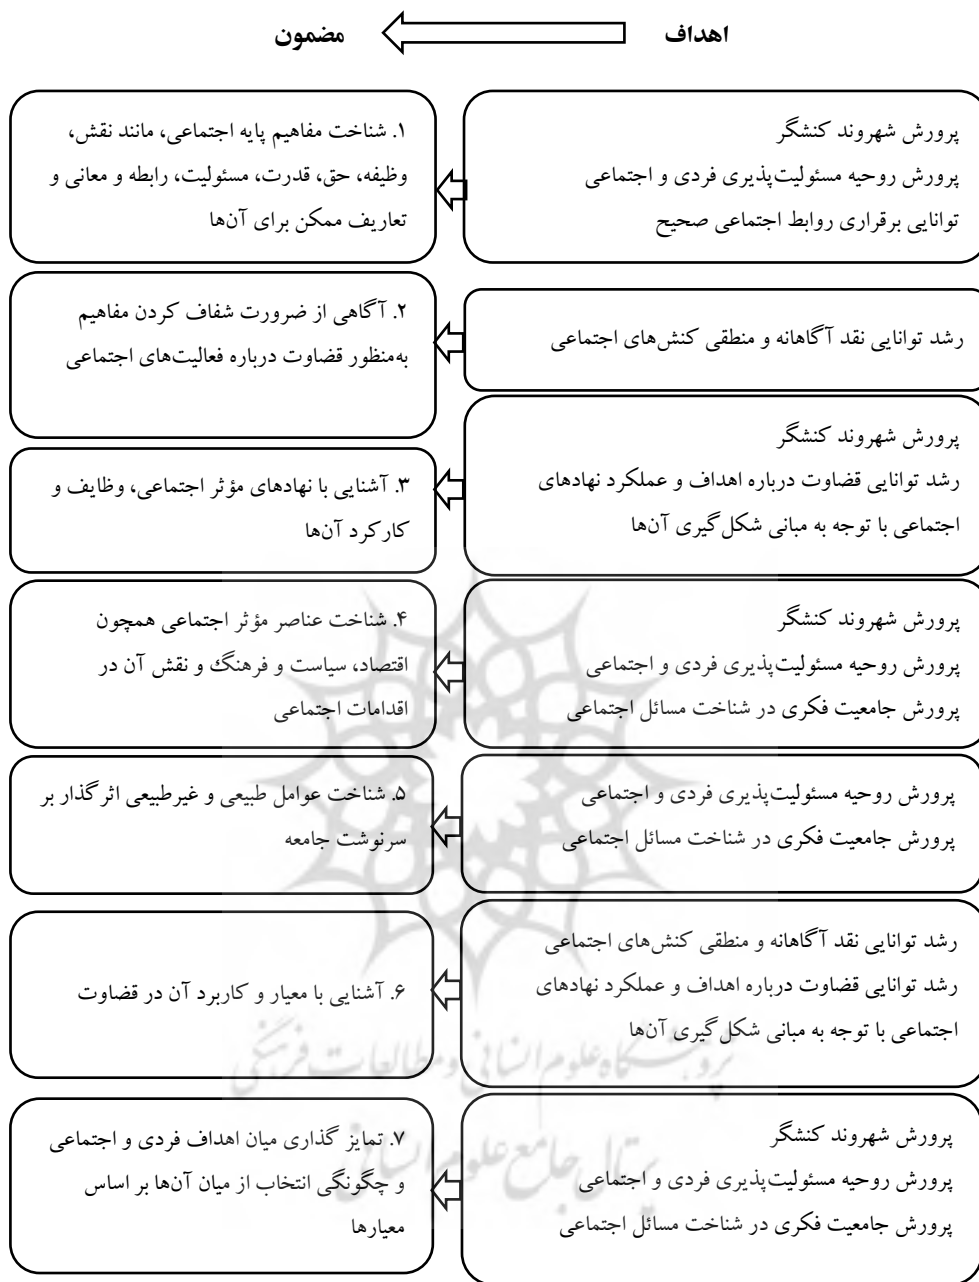 اهداف
مضمون
پرورش شهروند کنشگر
پرورش روحیه مسئولیت‌پذیری فردی و اجتماعی
توانایی برقراری روابط اجتماعی صحیح
۱. شناخت مفاهیم پایه اجتماعی، مانند نقش،
وظیفه، حق، قدرت، مسئولیت، رابطه و معانی و
تعاریف ممکن برای آن‌ها
رشد توانایی نقد آگاهانه و منطقی کنش‌های اجتماعی
۲. آگاهی از ضرورت شفاف کردن مفاهیم
به‌منظور قضاوت درباره فعالیت‌های اجتماعی
پرورش شهروند کنشگر
رشد توانایی قضاوت درباره اهداف و عملکرد نهادهای
اجتماعی با توجه به مبانی شکل‌گیری آن‌ها
۳. آشنایی با نهادهای مؤثر اجتماعی، وظایف و
کارکرد آن‌ها
پرورش شهروند کنشگر
پرورش روحیه مسئولیت‌پذیری فردی و اجتماعی
پرورش جامعیت فکری در شناخت مسائل اجتماعی
۴. شناخت عناصر مؤثر اجتماعی همچون
اقتصاد، سیاست و فرهنگ و نقش آن در
اقدامات اجتماعی
پرورش روحیه مسئولیت‌پذیری فردی و اجتماعی
پرورش جامعیت فکری در شناخت مسائل اجتماعی
۵. شناخت عوامل طبیعی و غیرطبیعی اثرگذار بر
سرنوشت جامعه
رشد توانایی نقد آگاهانه و منطقی کنش‌های اجتماعی
رشد توانایی قضاوت درباره اهداف و عملکرد نهادهای
اجتماعی با توجه به مبانی شکل‌گیری آن‌ها
۶. آشنایی با معیار و کاربرد آن در قضاوت
پژوهشگاه علوم انسانی و مطالعات فرهنگی
پرتال جامع علوم انسانی
پرورش شهروند کنشگر
پرورش روحیه مسئولیت‌پذیری فردی و اجتماعی
پرورش جامعیت فکری در شناخت مسائل اجتماعی
۷. تمایز گذاری میان اهداف فردی و اجتماعی
و چگونگی انتخاب از میان آن‌ها بر اساس
معیارها